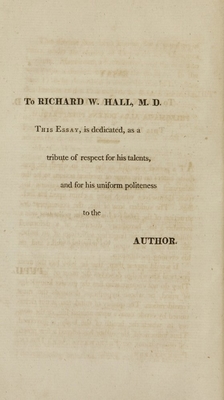 To RICHARD W. HALL, M. D.
This Essay, is dedicated, as a
tribute of respect for his talents,
and for his uniform politeness
to the
AUTHOR.